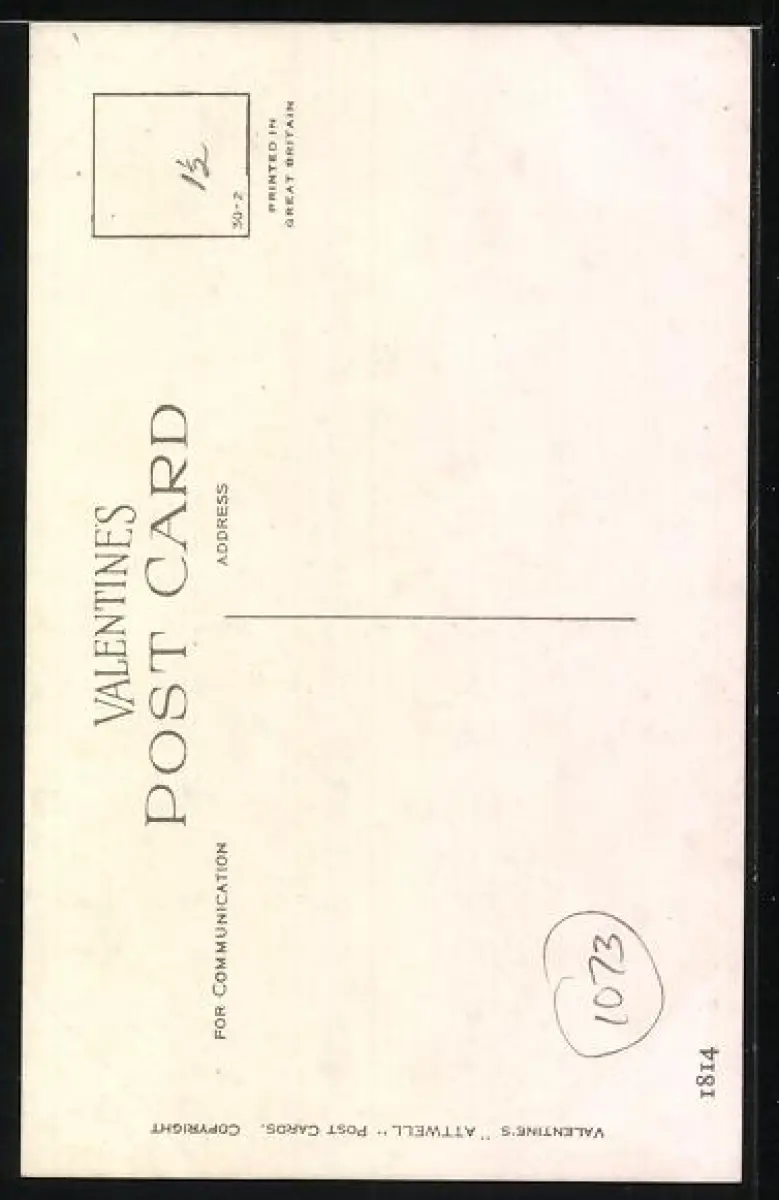 VALENTINE'S
POST CARD
FOR COMMUNICATION
ADDRESS
1½
30-2
PRINTED IN
GREAT BRITAIN
VALENTINE'S "ATTWELL" POST CARDS. COPYRIGHT
1073
1814